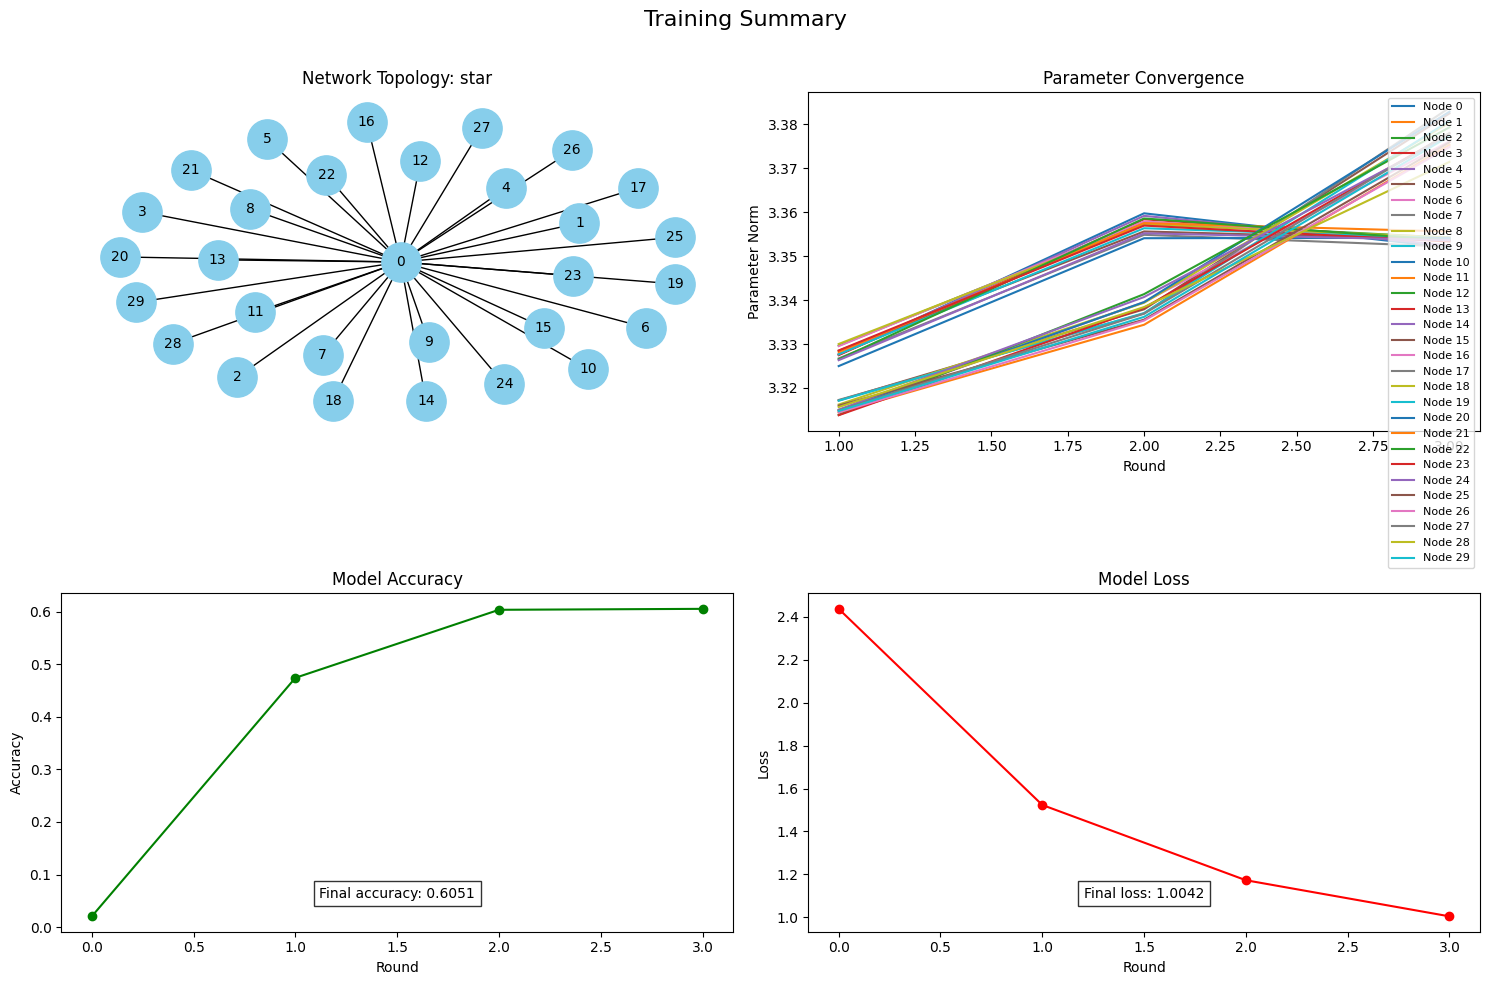 Training Summary
Network Topology: star
16
27
5
12
26
21
22
4
17
3
8
1
25
0
20
13
23
19
29
11
15
6
28
9
7
10
2
24
18
14
Parameter Convergence
Parameter Norm
3.38
3.37
3.36
3.35
3.34
3.33
3.32
1.00 1.25 1.50 1.75 2.00 2.25 2.50 2.75 3.00
Round
Node 0
Node 1
Node 2
Node 3
Node 4
Node 5
Node 6
Node 7
Node 8
Node 9
Node 10
Node 11
Node 12
Node 13
Node 14
Node 15
Node 16
Node 17
Node 18
Node 19
Node 20
Node 21
Node 22
Node 23
Node 24
Node 25
Node 26
Node 27
Node 28
Node 29
Model Accuracy
Accuracy
0.6
0.5
0.4
0.3
0.2
0.1
0.0
Final accuracy: 0.6051
0.0 0.5 1.0 1.5 2.0 2.5 3.0
Round
Model Loss
Loss
2.4
2.2
2.0
1.8
1.6
1.4
1.2
1.0
Final loss: 1.0042
0.0 0.5 1.0 1.5 2.0 2.5 3.0
Round